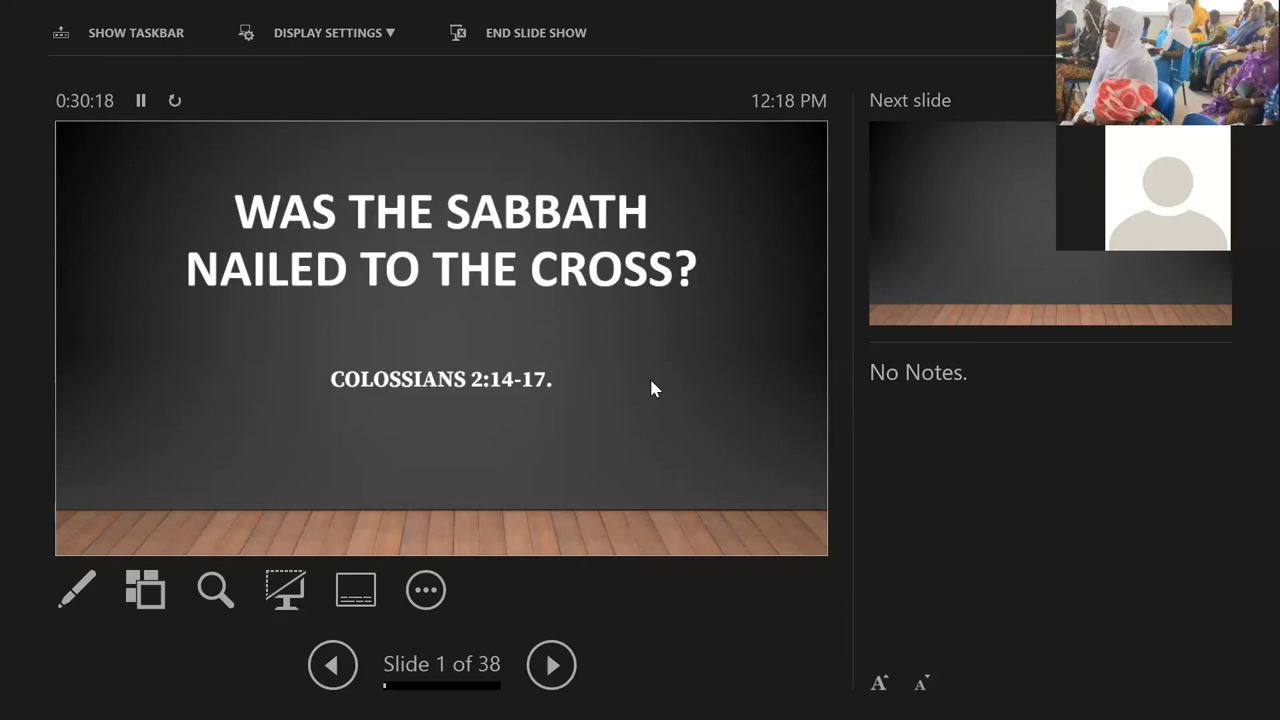 SHOW TASKBAR
DISPLAY SETTINGS ▼
END SLIDE SHOW
0:30:18
12:18 PM
Next slide
WAS THE SABBATH
NAILED TO THE CROSS?
COLOSSIANS 2:14-17.
No Notes.
Slide 1 of 38
A A